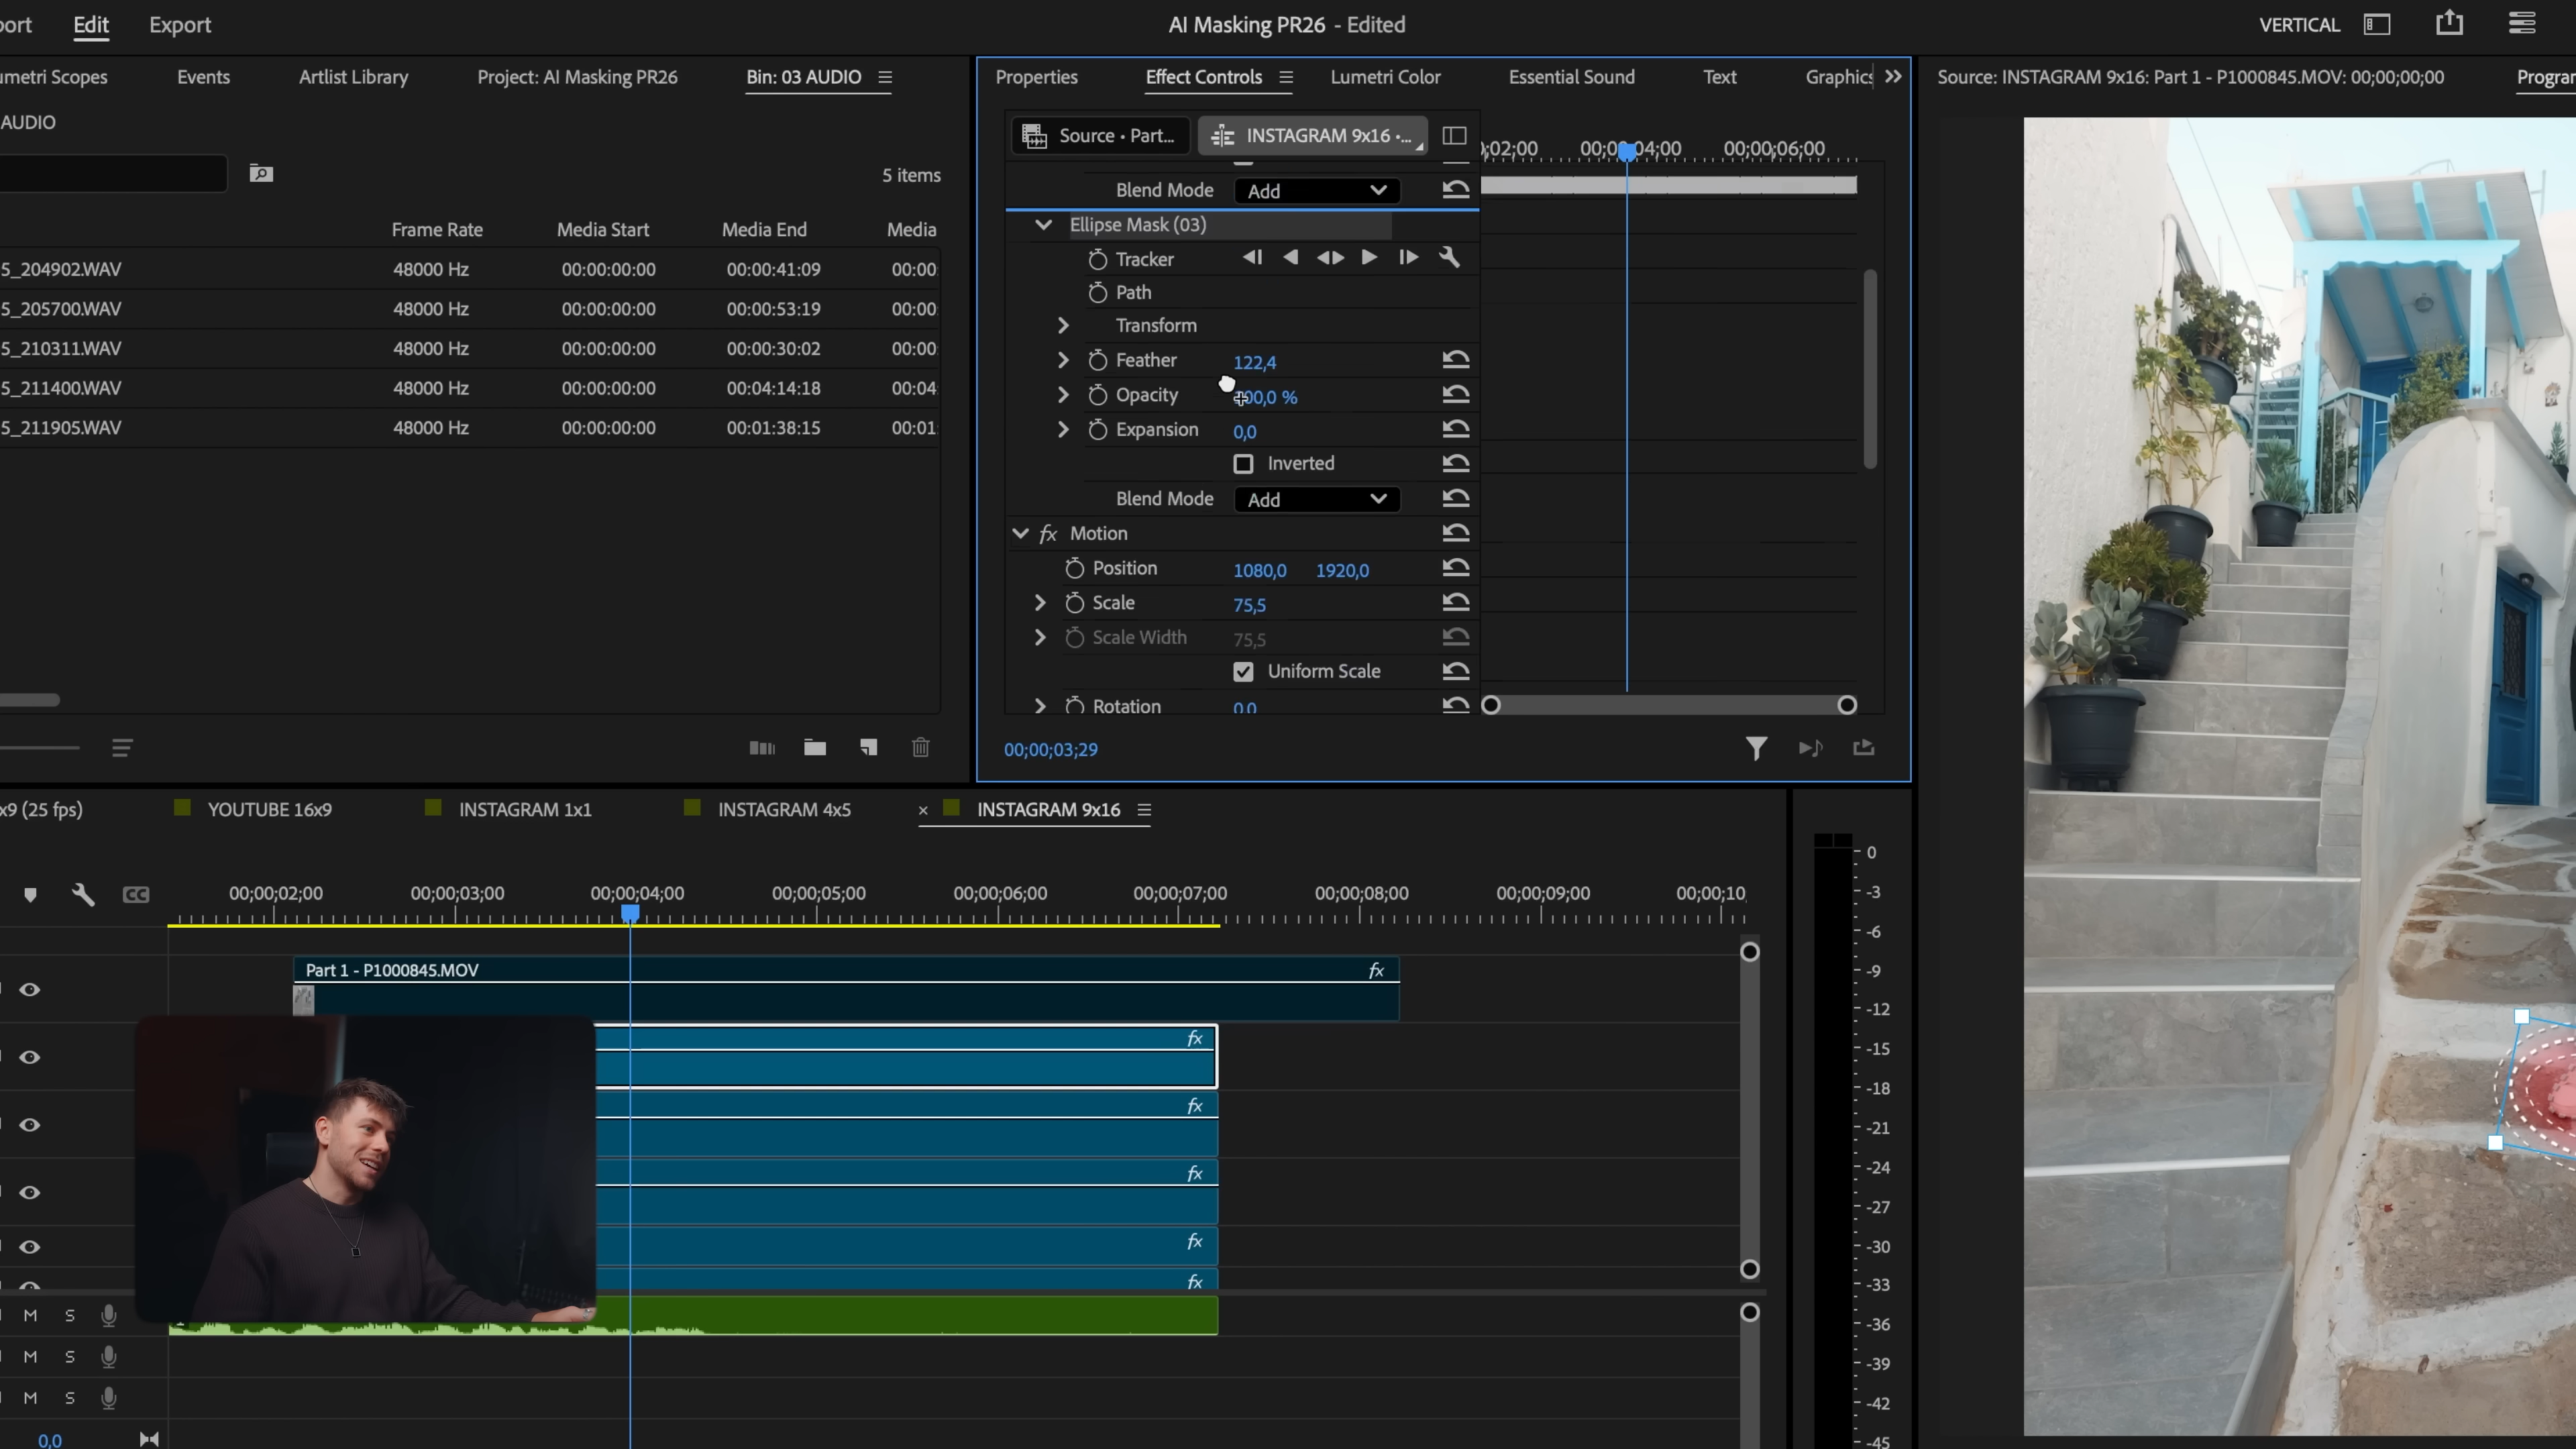 port
Edit
Export
AI Masking PR26 - Edited
VERTICAL
umetri Scopes
Events
Artlist Library
Project: AI Masking PR26
Bin: 03 AUDIO
AUDIO
5 items
Frame Rate
Media Start
Media End
Media
5_204902.WAV
48000 Hz
00:00:00:00
00:00:41:09
00:00
5_205700.WAV
48000 Hz
00:00:00:00
00:00:53:19
00:00
5_210311.WAV
48000 Hz
00:00:00:00
00:00:30:02
00:00
5_211400.WAV
48000 Hz
00:00:00:00
00:04:14:18
00:04
5_211905.WAV
48000 Hz
00:00:00:00
00:01:38:15
00:01
Properties
Effect Controls
Lumetri Color
Essential Sound
Text
Graphics
Source • Part...
INSTAGRAM 9x16 •...
;02;00
00;00;04;00
00;00;06;00
Blend Mode
Add
Ellipse Mask (03)
Tracker
Path
Transform
Feather
122,4
Opacity
00,0 %
Expansion
0,0
Inverted
Blend Mode
Add
fx Motion
Position
1080,0
1920,0
Scale
75,5
Scale Width
75,5
Uniform Scale
Rotation
0,0
00;00;03;29
Source: INSTAGRAM 9x16: Part 1 - P1000845.MOV: 00;00;00;00
Program
x9 (25 fps)
YOUTUBE 16x9
INSTAGRAM 1x1
INSTAGRAM 4x5
× INSTAGRAM 9x16
CC
00;00;02;00
00;00;03;00
00;00;04;00
00;00;05;00
00;00;06;00
00;00;07;00
00;00;08;00
00;00;09;00
00;00;10
Part 1 - P1000845.MOV
fx
fx
fx
fx
fx
fx
M S
M S
M S
0,0
0
-3
-6
-9
-12
-15
-18
-21
-24
-27
-30
-33
-36
-39
-42
-45